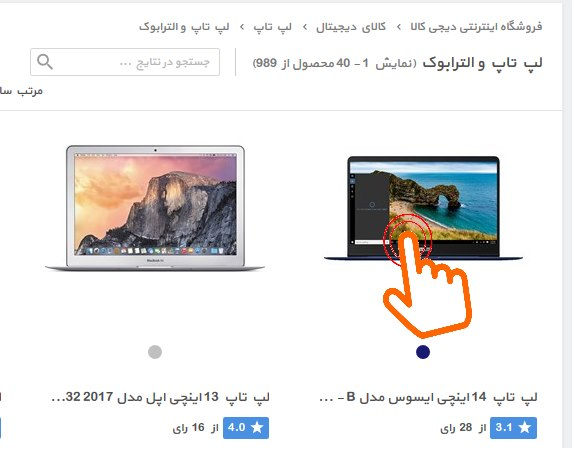 فروشگاه اینترنتی دیجی کالا › کالای دیجیتال › لپ تاپ › لپ تاپ و الترابوک
لپ تاپ و الترابوک (نمایش 1 - 40 محصول از 989)
جستجو در نتایج ...
مرتب سا
لپ تاپ 14 اینچی ایسوس مدل B - ...
3.1 از 28 رای
لپ تاپ 13 اینچی اپل مدل 2017 32...
4.0 از 16 رای